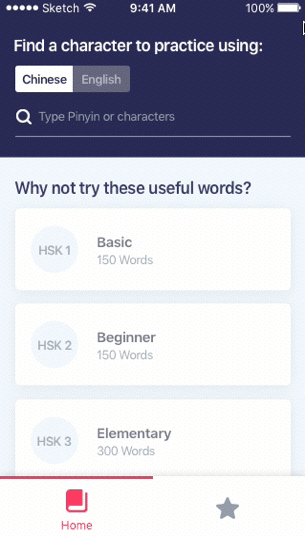 Sketch 9:41 AM 100%
Find a character to practice using:
Chinese English
Type Pinyin or characters
Why not try these useful words?
HSK 1
Basic
150 Words
HSK 2
Beginner
150 Words
HSK 3
Elementary
300 Words
Home